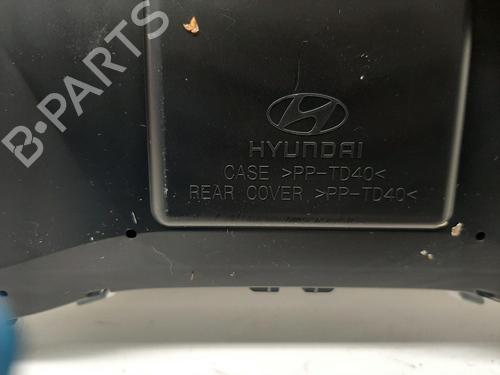 B-PARTS
HYUNDAI
CASE >PP-TD40<
REAR COVER >PP-TD40<